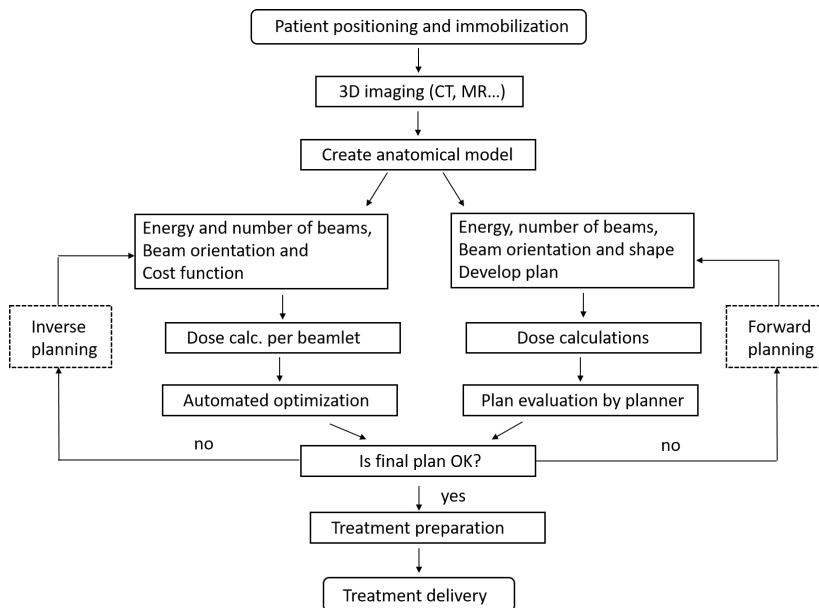 Patient positioning and immobilization
3D imaging (CT, MR...)
Create anatomical model
Energy and number of beams,
Beam orientation and
Cost function
Energy, number of beams,
Beam orientation and shape
Develop plan
Inverse
planning
Dose calc. per beamlet
Dose calculations
Forward
planning
Automated optimization
Plan evaluation by planner
no
Is final plan OK?
no
yes
Treatment preparation
Treatment delivery